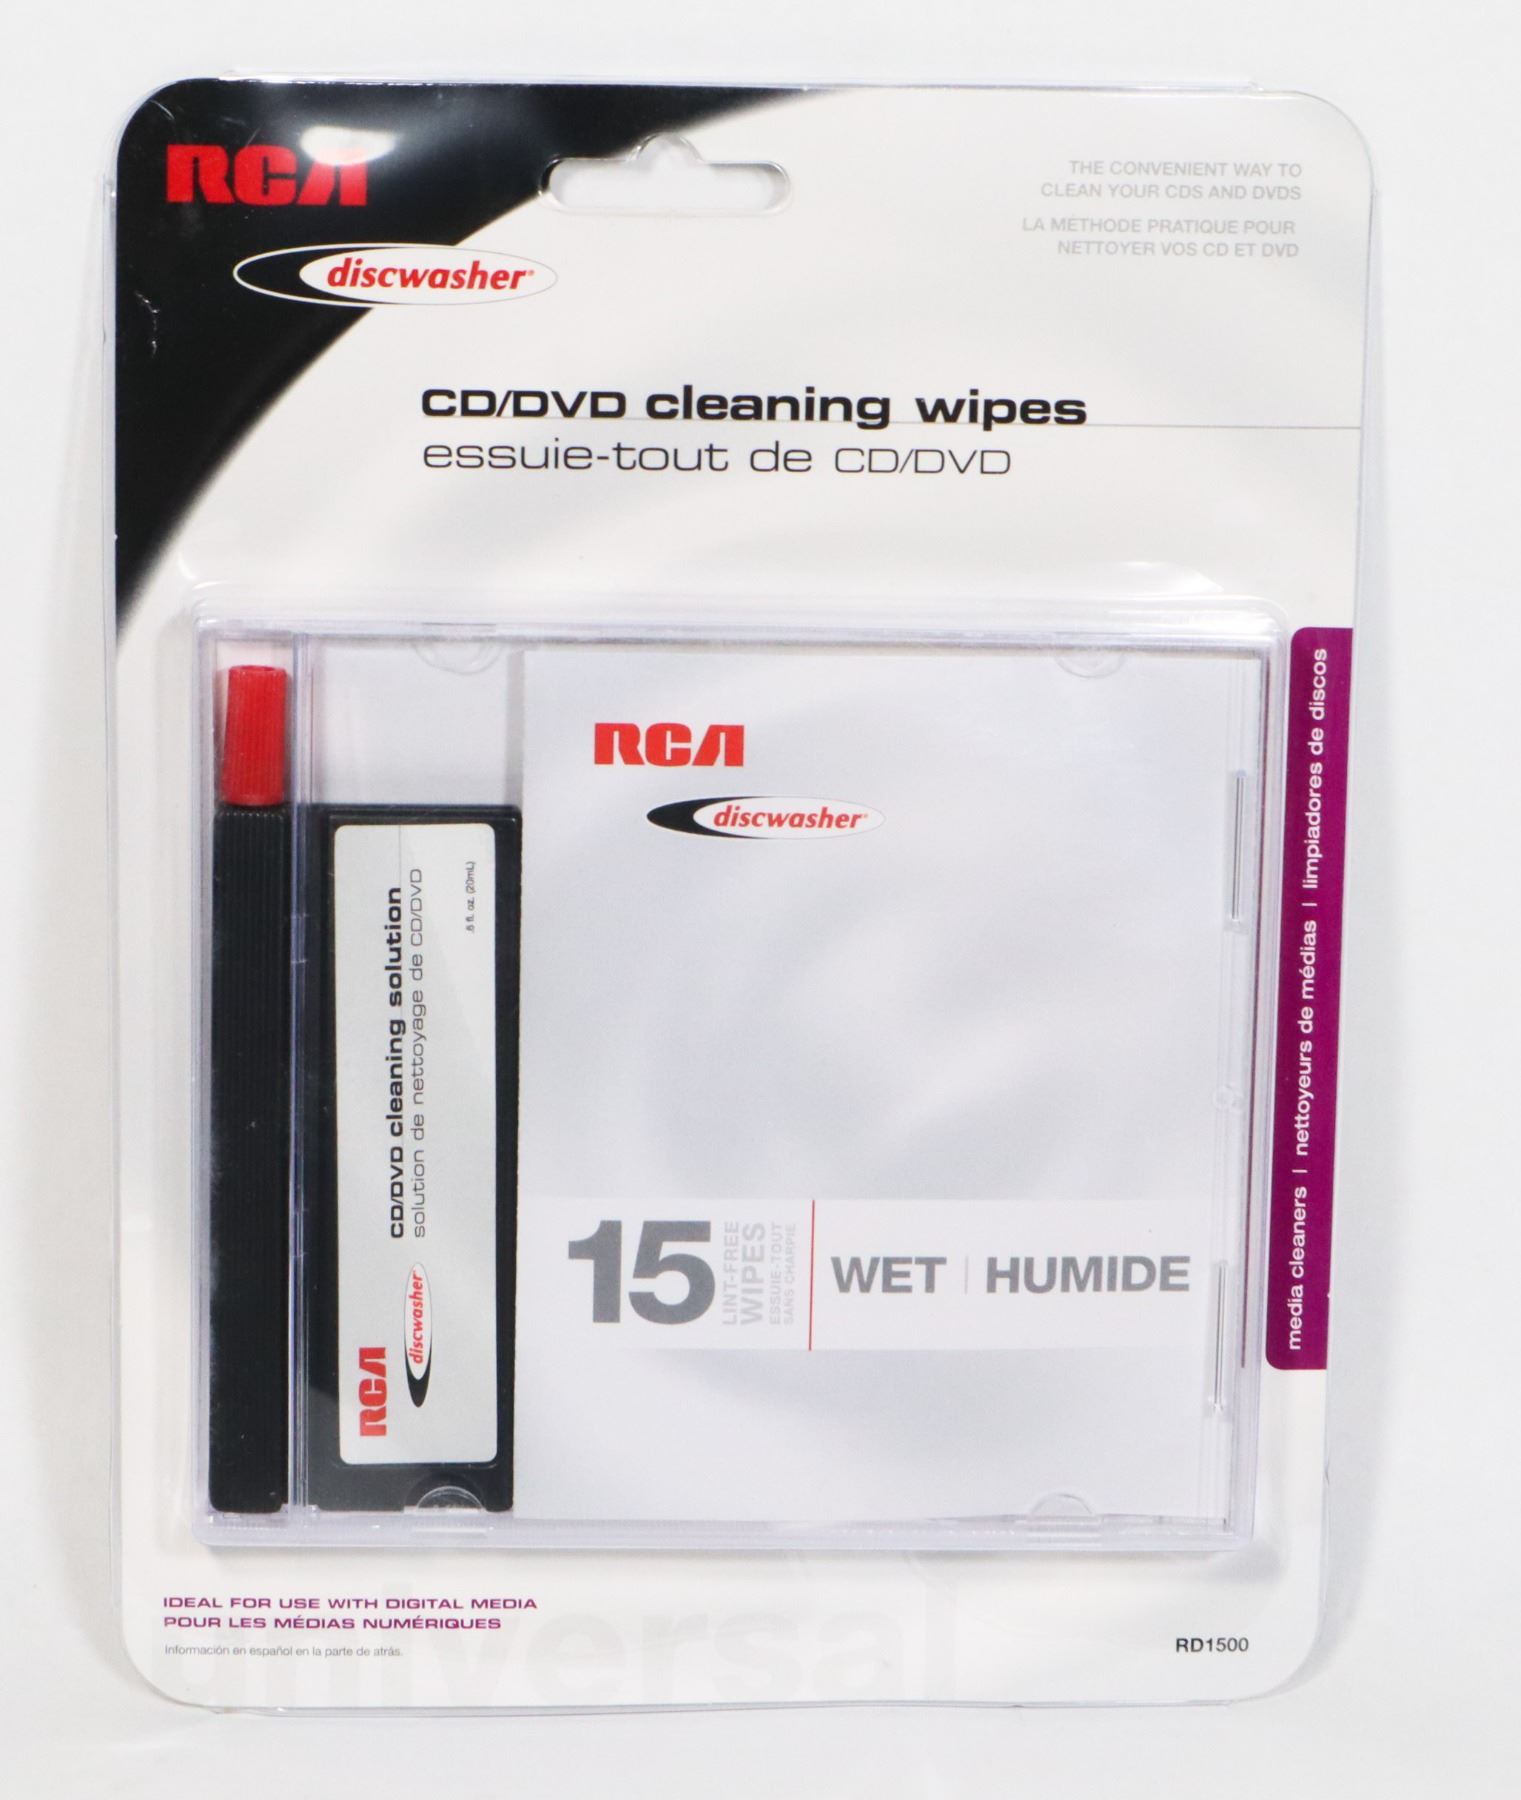 RCA
discwasher®
THE CONVENIENT WAY TO
CLEAN YOUR CDS AND DVDS
LA MÉTHODE PRATIQUE POUR
NETTOYER VOS CD ET DVD
CD/DVD cleaning wipes
essuie-tout de CD/DVD
RCA
discwasher®
CD/DVD cleaning solution
solution de nettoyage de CD/DVD
.6 fl. oz. (20mL)
RCA
discwasher®
15
LINT-FREE
WIPES
ESSUIE-TOUT
SANS CHARPIE
WET | HUMIDE
media cleaners | nettoyeurs de médias | limpiadores de discos
IDEAL FOR USE WITH DIGITAL MEDIA
POUR LES MÉDIAS NUMÉRIQUES
Información en español en la parte de atrás.
universal
RD1500